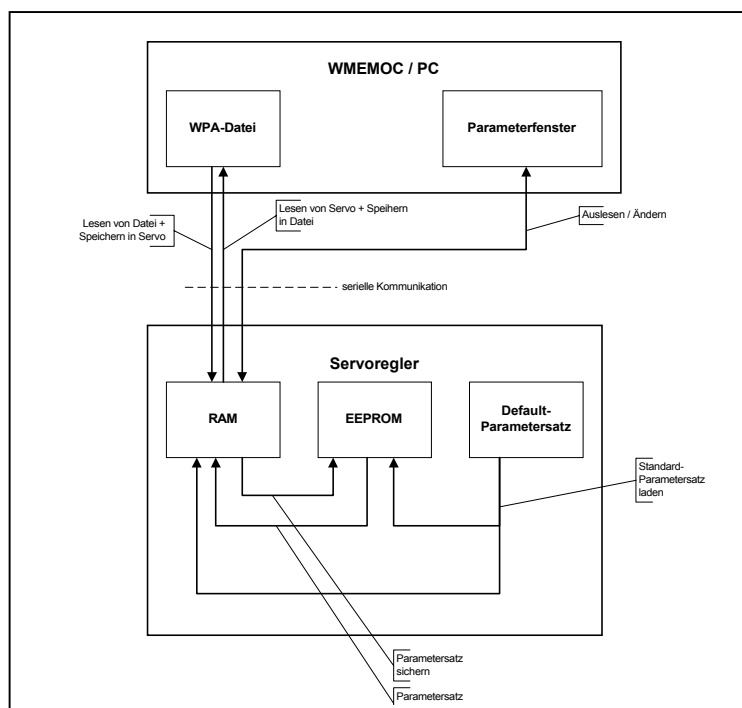 WMEMOC / PC
WPA-Datei
Parameterfenster
Lesen von Datei +
Speichern in Servo
Lesen von Servo + Speihern
in Datei
Auslesen / Ändern
serielle Kommunikation
Servoregler
RAM
EEPROM
Default-
Parametersatz
Standard-
Parametersatz
laden
Parametersatz
sichern
Parametersatz